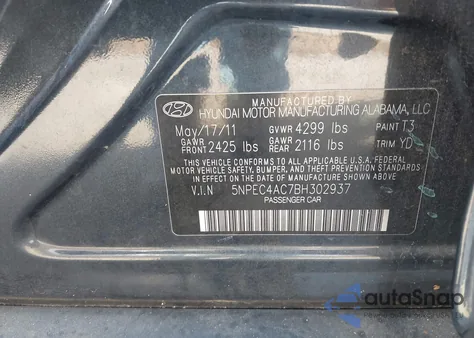 MANUFACTURED BY
HYUNDAI MOTOR MANUFACTURING ALABAMA, LLC
May/17/11 GVWR 4299 lbs PAINT T3
GAWR FRONT 2425 lbs GAWR REAR 2116 lbs TRIM YD
THIS VEHICLE CONFORMS TO ALL APPLICABLE U.S.A. FEDERAL
MOTOR VEHICLE SAFETY, BUMPER, AND THEFT PREVENTION
STANDARDS IN EFFECT ON THE DATE OF MANUFACTURE SHOWN ABOVE.
V.I.N 5NPEC4AC7BH302937
PASSENGER CAR
autoSnap